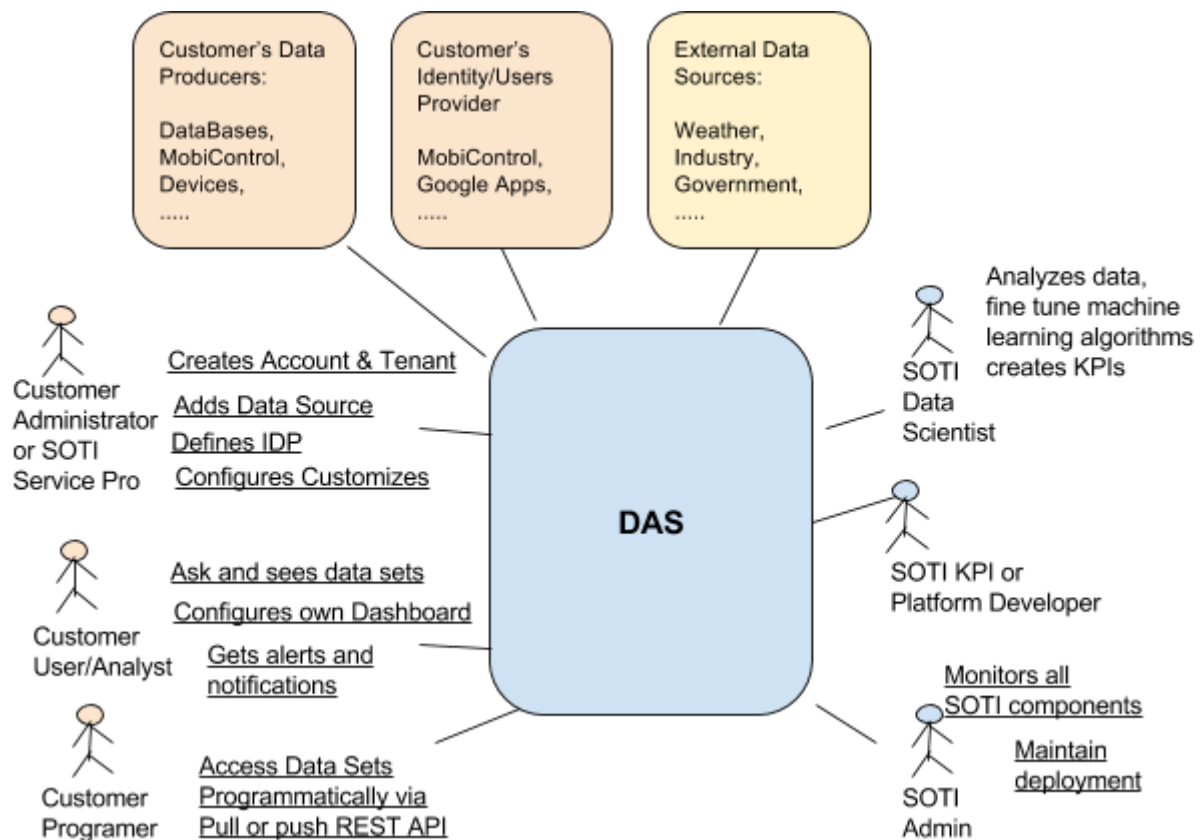 Customer's Data
Producers:
DataBases,
MobiControl,
Devices,
.....
Customer's
Identity/Users
Provider
MobiControl,
Google Apps,
.....
External Data
Sources:
Weather,
Industry,
Government,
.....
Customer
Administrator
or SOTI
Service Pro
Creates Account & Tenant
Adds Data Source
Defines IDP
Configures Customizes
Customer
User/Analyst
Ask and sees data sets
Configures own Dashboard
Gets alerts and
notifications
Customer
Programer
Access Data Sets
Programmatically via
Pull or push REST API
DAS
Analyzes data,
fine tune machine
learning algorithms
creates KPIs
SOTI
Data
Scientist
SOTI KPI or
Platform Developer
Monitors all
SOTI components
Maintain
deployment
SOTI
Admin